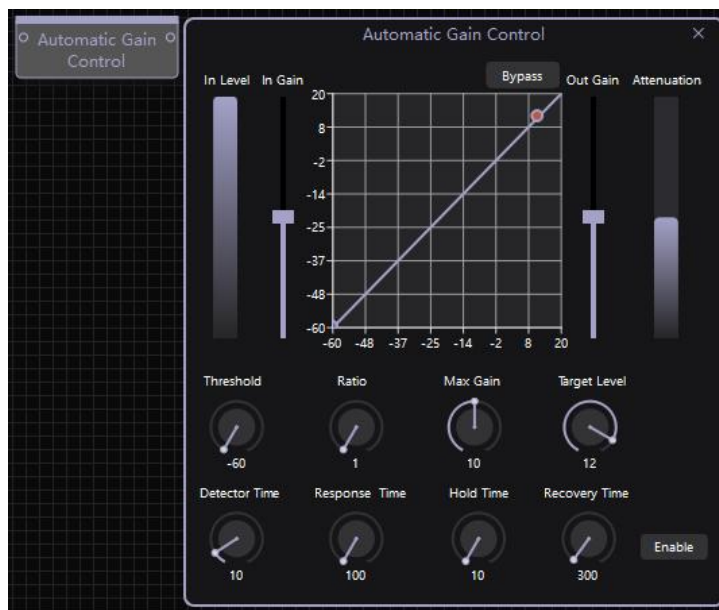 Automatic Gain
Control
Automatic Gain Control ×
Bypass
In Level In Gain Out Gain Attenuation
20
8
-2
-14
-25
-37
-48
-60
-60 -48 -37 -25 -14 -2 8 20
Threshold Ratio Max Gain Target Level
-60 1 10 12
Detector Time Response Time Hold Time Recovery Time
Enable
10 100 10 300